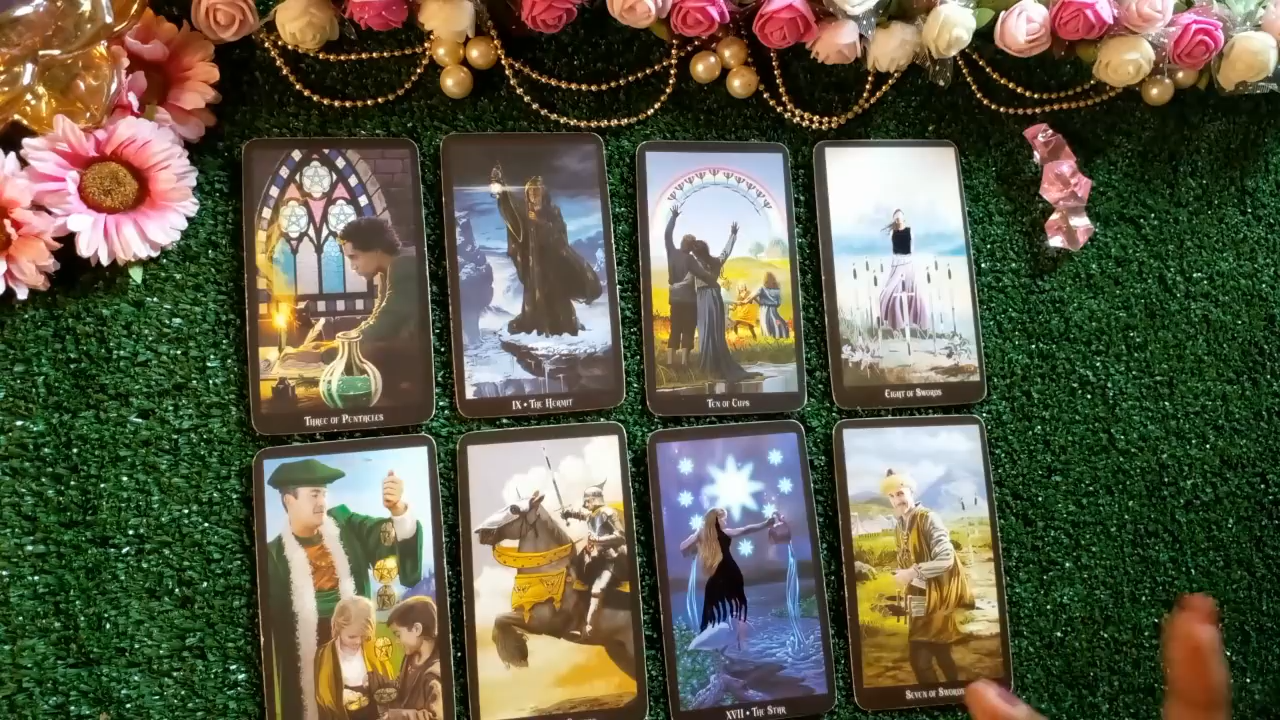 THREE OF PENTACLES
IX • THE HERMIT
TEN OF CUPS
EIGHT OF SWORDS
XVII • THE STAR
SEVEN OF SWORDS